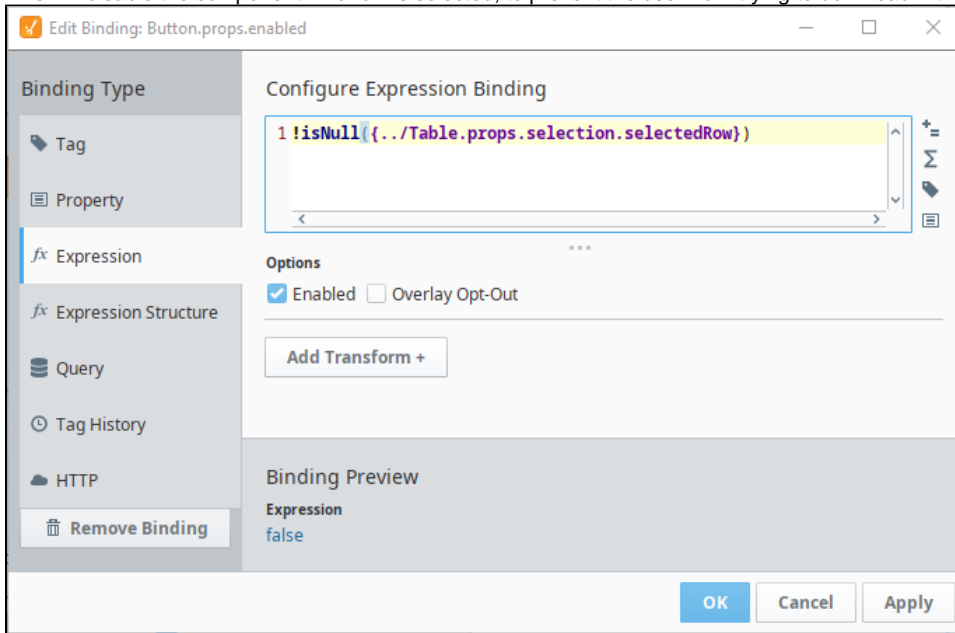 Edit Binding: Button.props.enabled
Binding Type
Tag
Property
fx Expression
fx Expression Structure
Query
Tag History
HTTP
Remove Binding
Configure Expression Binding
1 !isNull({../Table.props.selection.selectedRow})
Options
Enabled Overlay Opt-Out
Add Transform +
Binding Preview
Expression
false
OK Cancel Apply